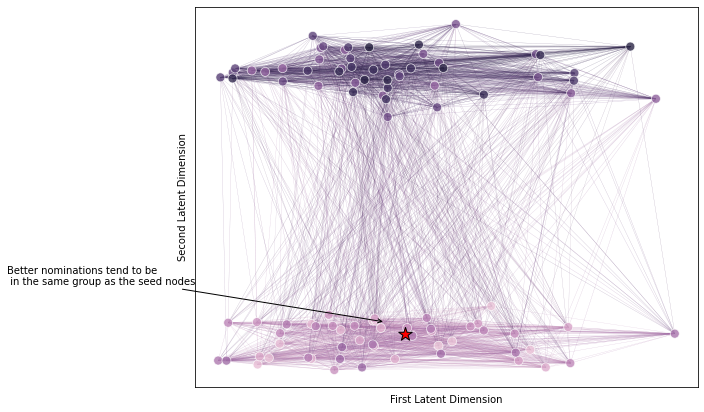 Second Latent Dimension
Better nominations tend to be
in the same group as the seed nodes
First Latent Dimension